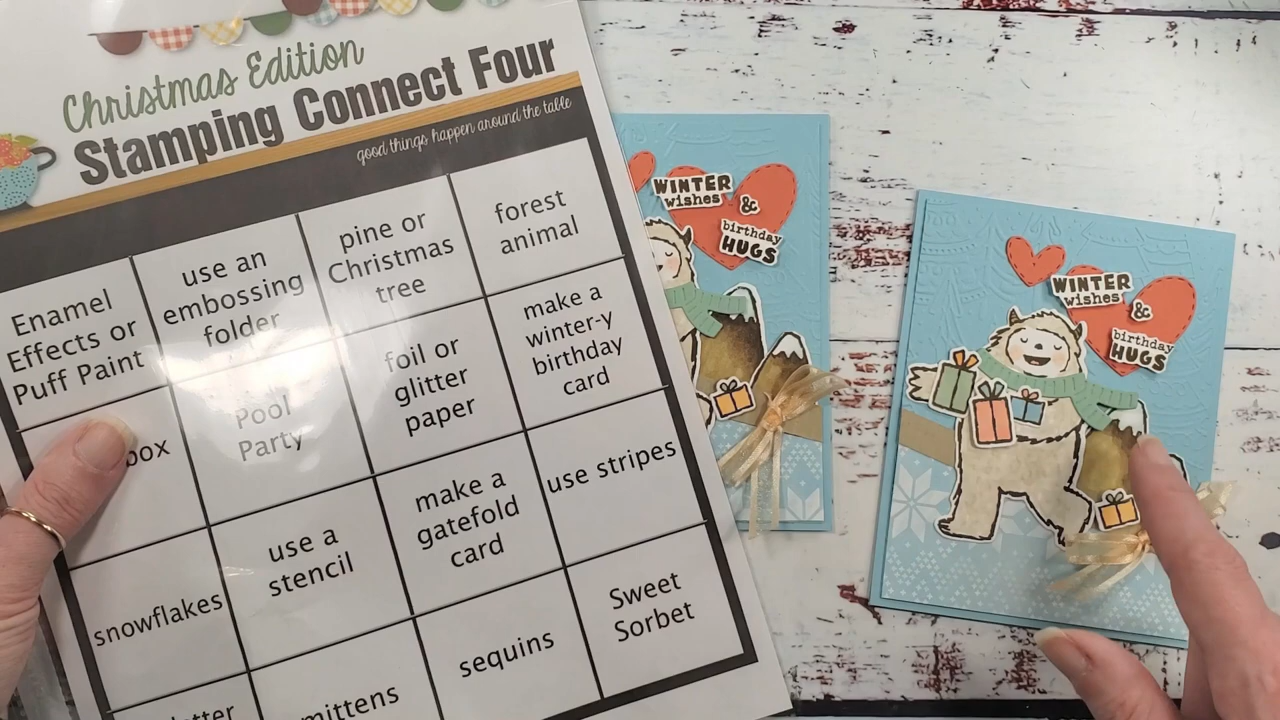 Christmas Edition
Stamping Connect Four
good things happen around the table
Enamel
Effects or
Puff Paint
use an
embossing
folder
pine or
Christmas
tree
forest
animal
box
Pool
Party
foil or
glitter
paper
make a
winter-y
birthday
card
snowflakes
use a
stencil
make a
gatefold
card
use stripes
mittens
sequins
Sweet
Sorbet
WINTER
wishes
&
birthday
HUGS
WINTER
wishes
&
birthday
HUGS